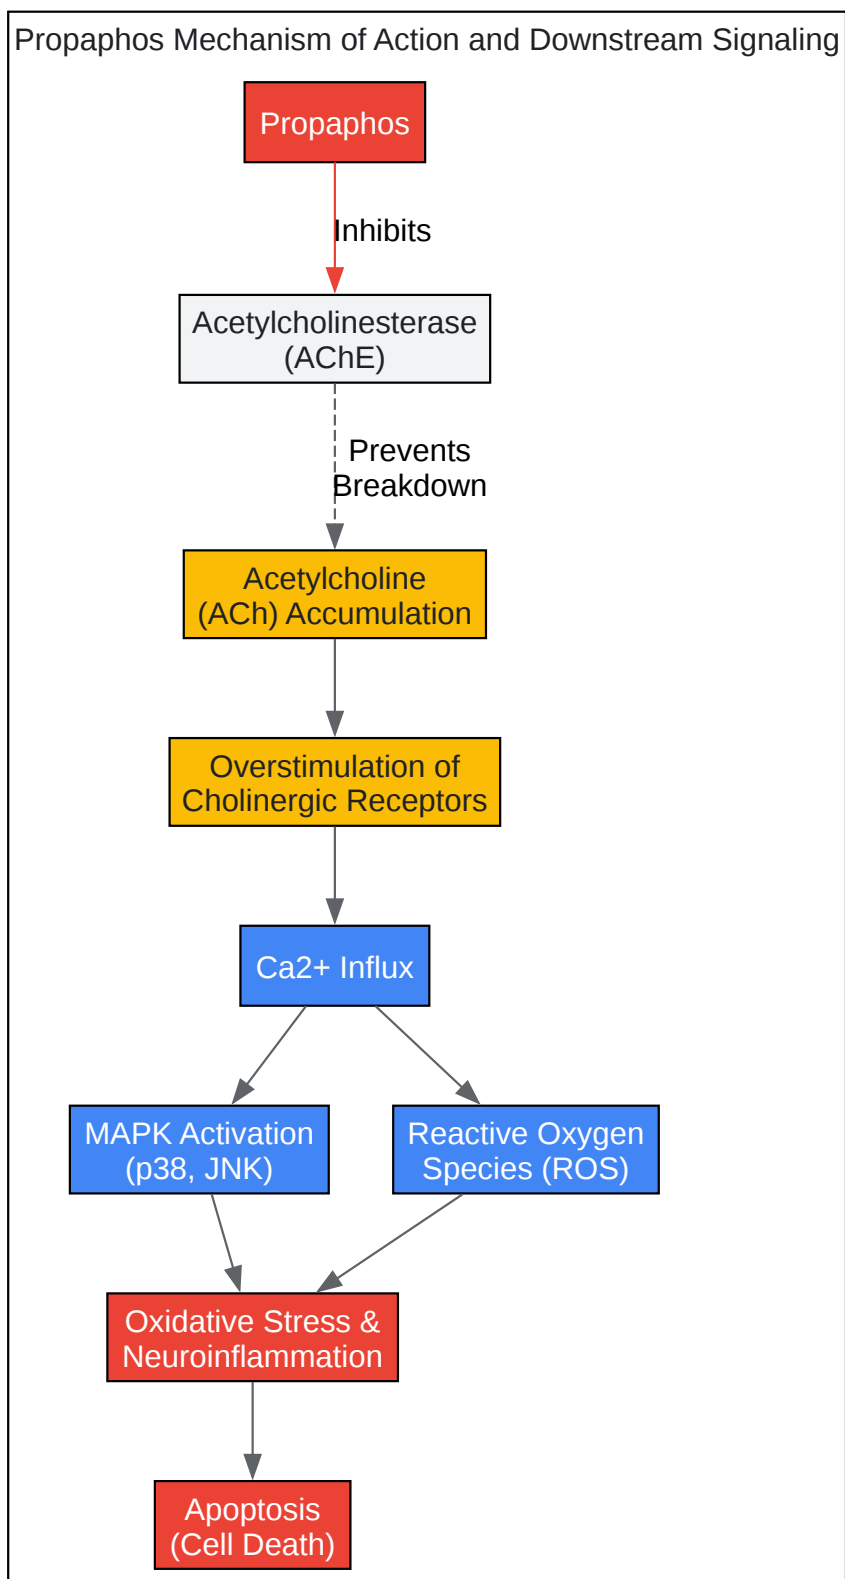 Propaphos Mechanism of Action and Downstream Signaling
Propaphos
Inhibits
Acetylcholinesterase
(AChE)
Prevents
Breakdown
Acetylcholine
(ACh) Accumulation
Overstimulation of
Cholinergic Receptors
Ca2+ Influx
MAPK Activation
(p38, JNK)
Reactive Oxygen
Species (ROS)
Oxidative Stress &
Neuroinflammation
Apoptosis
(Cell Death)